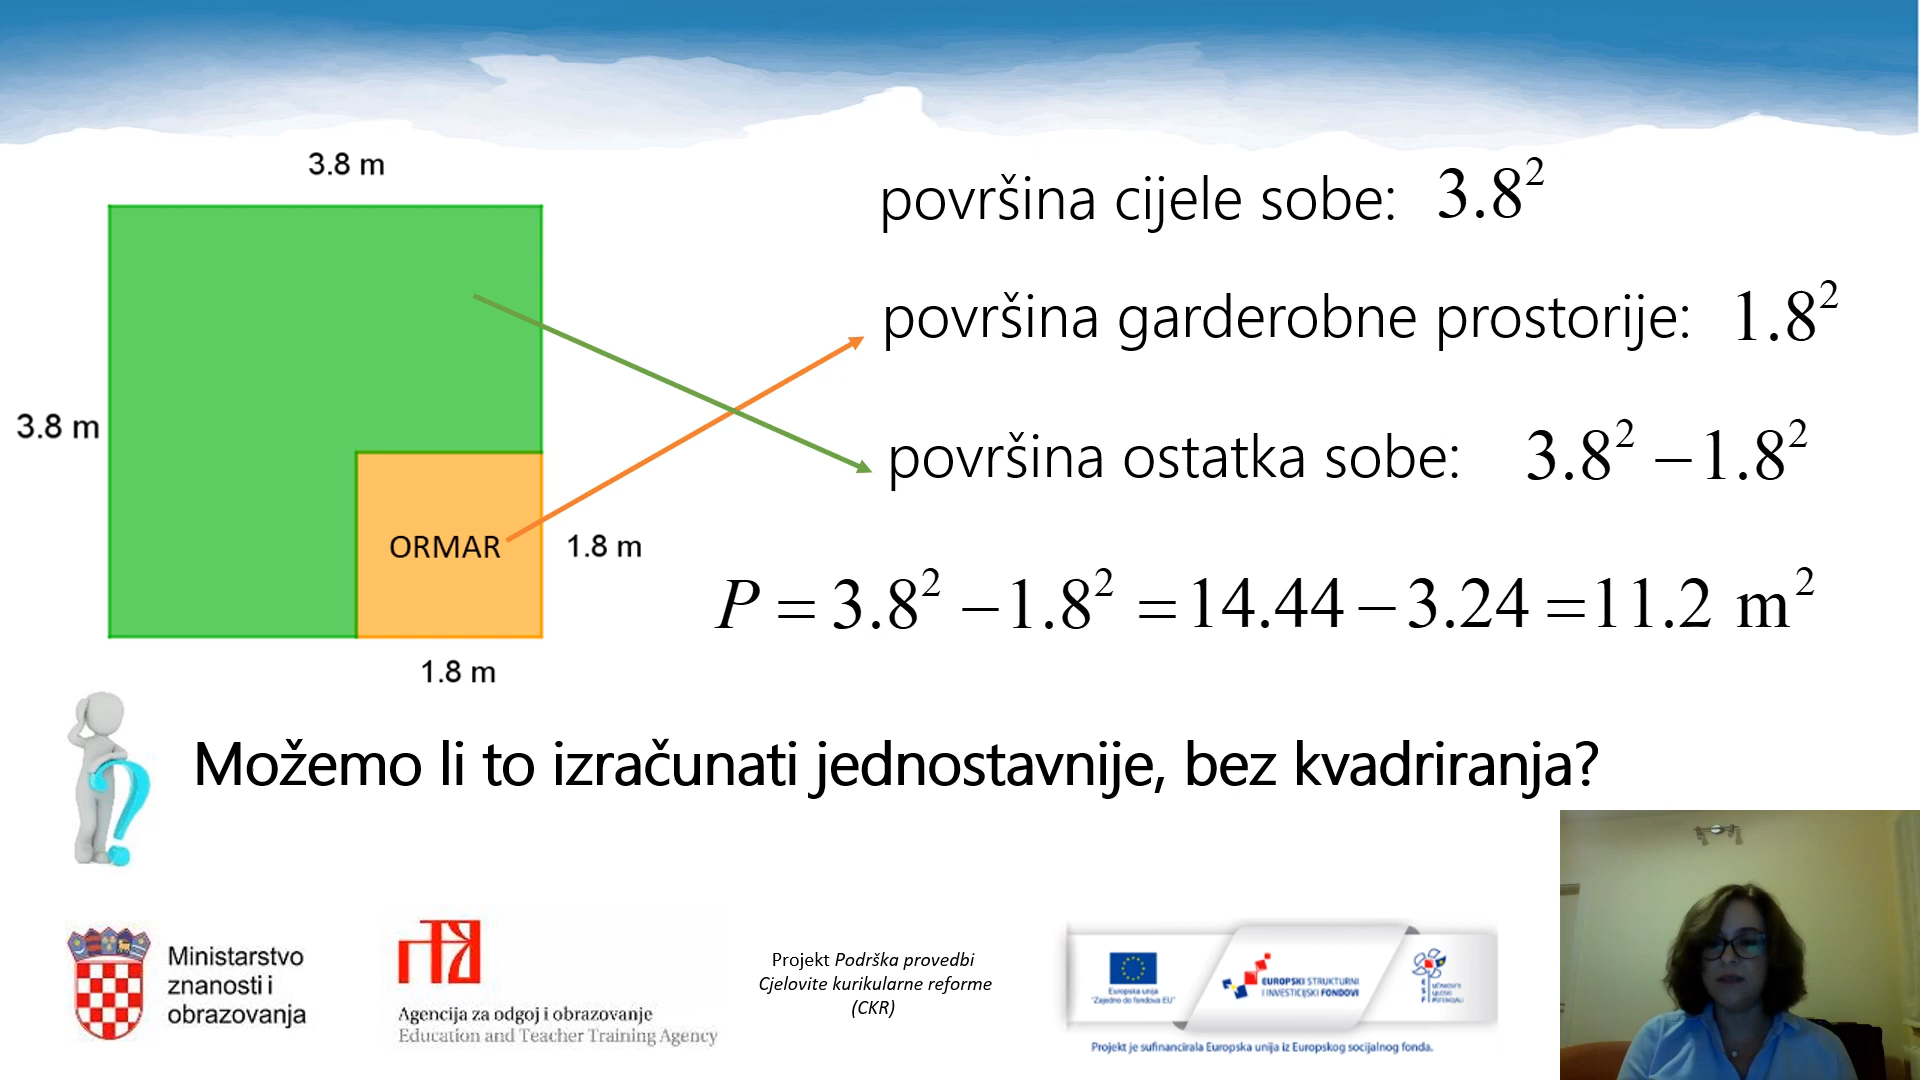 3.8 m
površina cijele sobe: 3.8²
površina garderobne prostorije: 1.8²
3.8 m
površina ostatka sobe: 3.8² – 1.8²
ORMAR
1.8 m
P = 3.8² – 1.8² = 14.44 – 3.24 = 11.2 m²
1.8 m
Možemo li to izračunati jednostavnije, bez kvadriranja?
Ministarstvo
znanosti i
obrazovanja
Agencija za odgoj i obrazovanje
Education and Teacher Training Agency
Projekt Podrška provedbi
Cjelovite kurikularne reforme
(CKR)
Europska unija
"Zajedno do fondova EU"
EUROPSKI STRUKTURNI
I INVESTICIJSKI FONDOVI
E
S
F
UČINKOVITI
LJUDSKI
POTENCIJALI
Projekt je sufinancirala Europska unija iz Europskog socijalnog fonda.